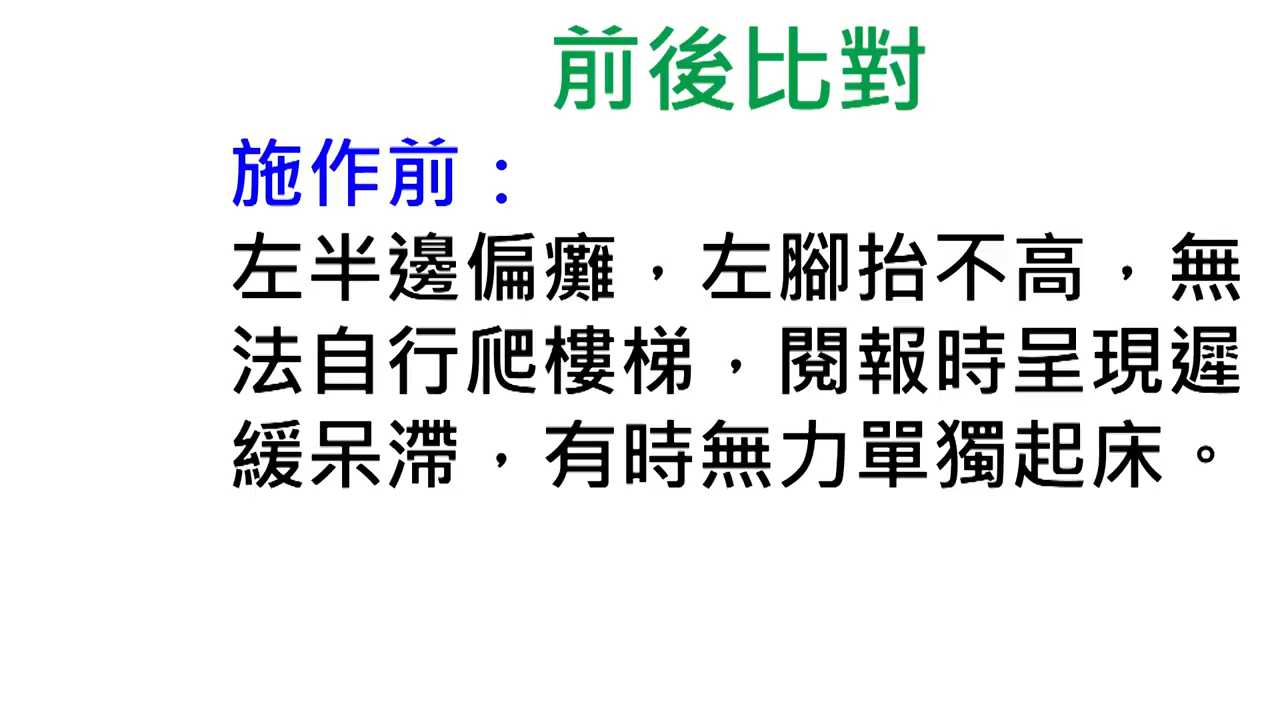 前後比對
施作前：
左半邊偏癱，左腳抬不高，無
法自行爬樓梯，閱報時呈現遲
緩呆滯，有時無力單獨起床。